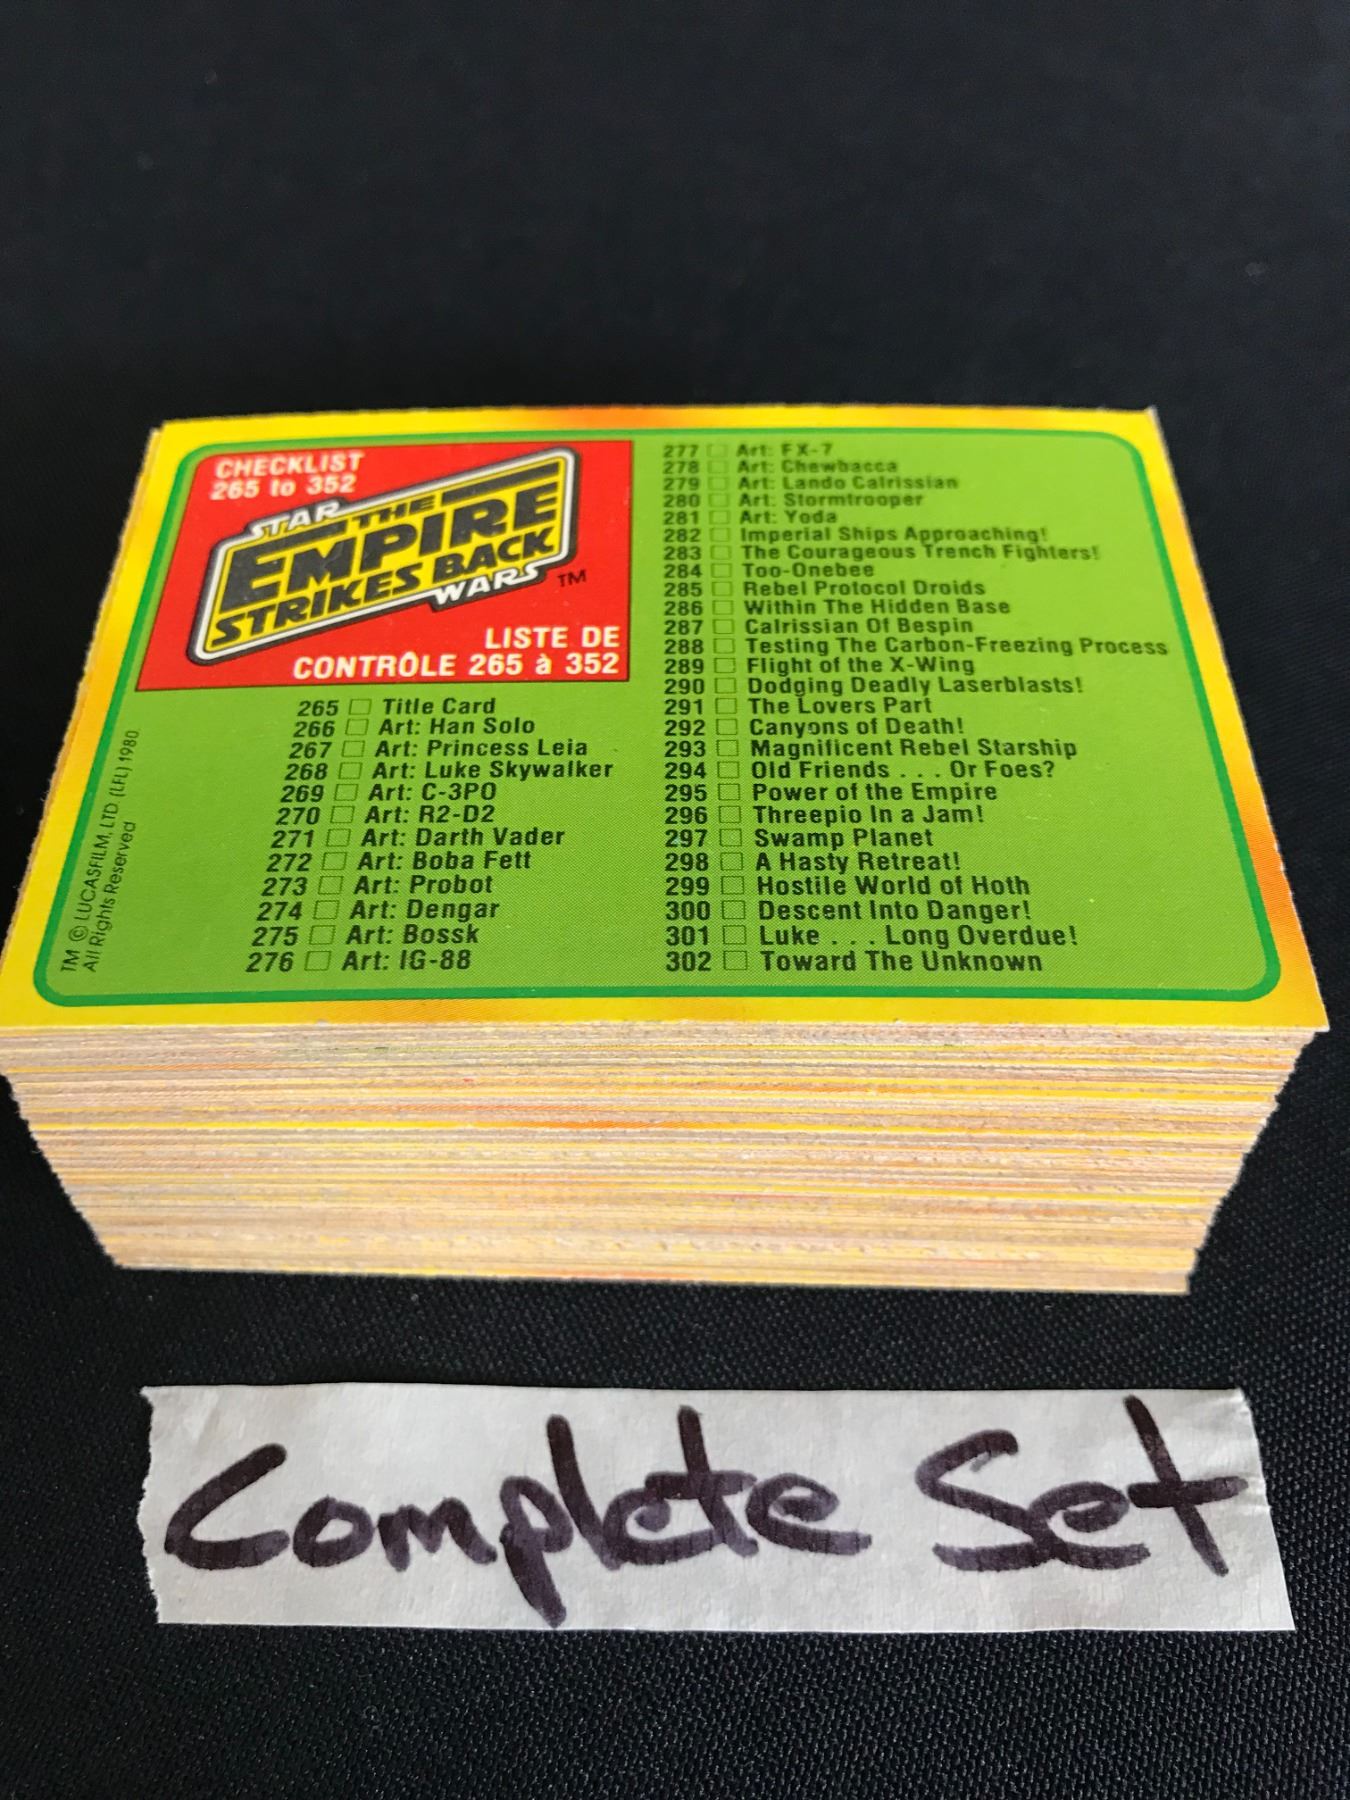 CHECKLIST
265 to 352
STAR
THE
EMPIRE
STRIKES BACK
WARS TM
LISTE DE
CONTRÔLE 265 à 352
265 Title Card
266 Art: Han Solo
267 Art: Princess Leia
268 Art: Luke Skywalker
269 Art: C-3PO
270 Art: R2-D2
271 Art: Darth Vader
272 Art: Boba Fett
273 Art: Probot
274 Art: Dengar
275 Art: Bossk
276 Art: IG-88
277 Art: FX-7
278 Art: Chewbacca
279 Art: Lando Calrissian
280 Art: Stormtrooper
281 Art: Yoda
282 Imperial Ships Approaching!
283 The Courageous Trench Fighters!
284 Too-Onebee
285 Rebel Protocol Droids
286 Within The Hidden Base
287 Calrissian Of Bespin
288 Testing The Carbon-Freezing Process
289 Flight of the X-Wing
290 Dodging Deadly Laserblasts!
291 The Lovers Part
292 Canyons of Death!
293 Magnificent Rebel Starship
294 Old Friends . . . Or Foes?
295 Power of the Empire
296 Threepio In a Jam!
297 Swamp Planet
298 A Hasty Retreat!
299 Hostile World of Hoth
300 Descent Into Danger!
301 Luke . . . Long Overdue!
302 Toward The Unknown
TM © LUCASFILM, LTD (LFL) 1980
All Rights Reserved
Complete Set